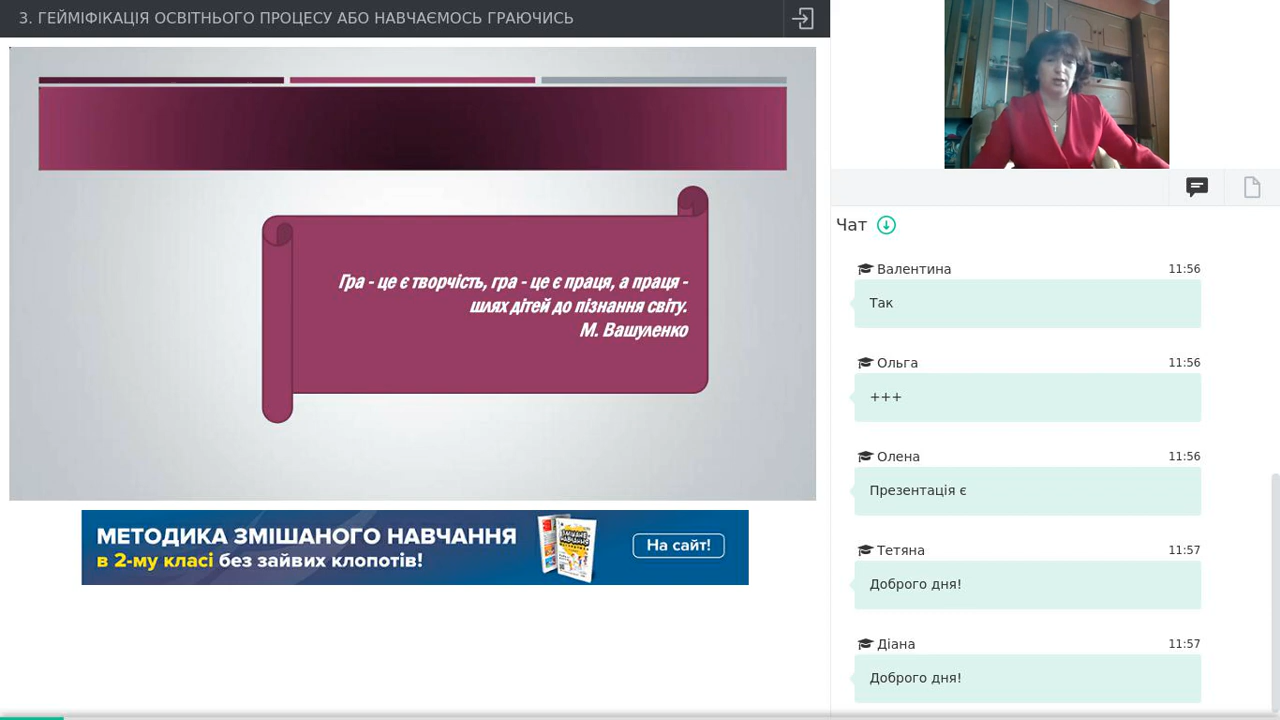 3. ГЕЙМІФІКАЦІЯ ОСВІТНЬОГО ПРОЦЕСУ АБО НАВЧАЄМОСЬ ГРАЮЧИСЬ
Гра - це є творчість, гра - це є праця, а праця -
шлях дітей до пізнання світу.
М. Вашуленко
МЕТОДИКА ЗМІШАНОГО НАВЧАННЯ
в 2-му класі без зайвих клопотів!
На сайт!
Чат
Валентина 11:56
Так
Ольга 11:56
+++
Олена 11:56
Презентація є
Тетяна 11:57
Доброго дня!
Діана 11:57
Доброго дня!